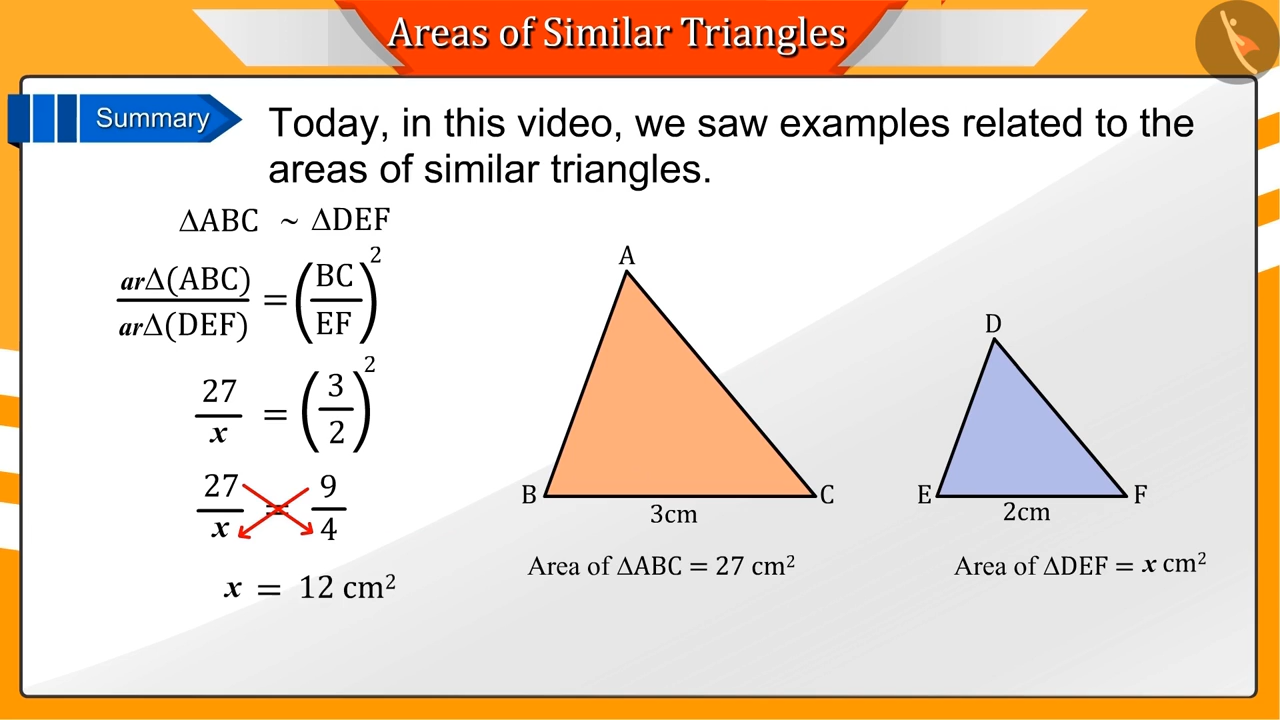 Areas of Similar Triangles
Summary
Today, in this video, we saw examples related to the
areas of similar triangles.
∆ABC ~ ∆DEF
ar∆(ABC)/ar∆(DEF) = (BC/EF)²
27/x = (3/2)²
27/x = 9/4
x = 12 cm²
A
B
C
3cm
Area of ∆ABC = 27 cm²
D
E
F
2cm
Area of ∆DEF = x cm²